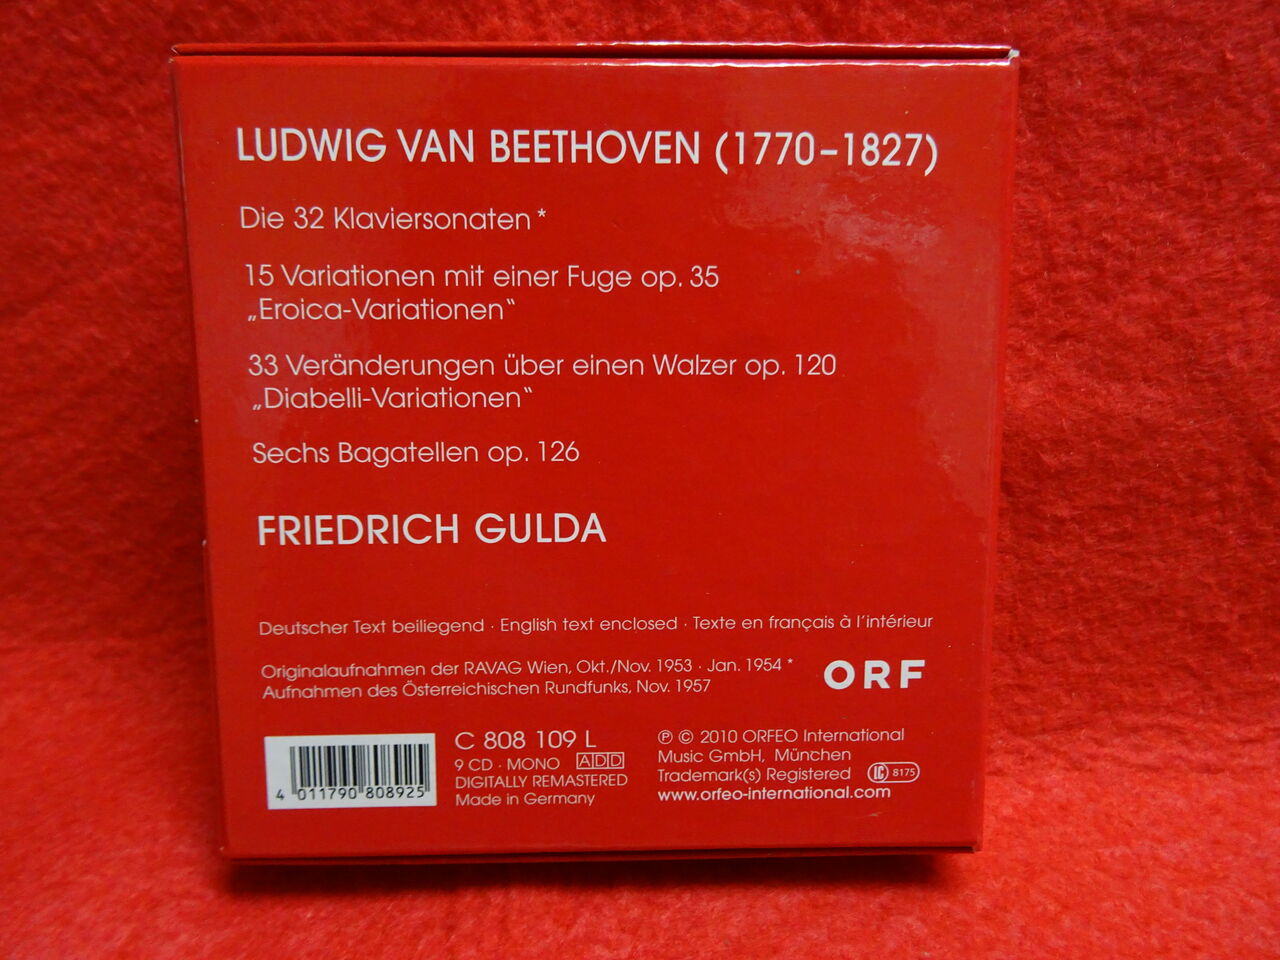 LUDWIG VAN BEETHOVEN (1770–1827)
Die 32 Klaviersonaten*
15 Variationen mit einer Fuge op. 35
„Eroica-Variationen“
33 Veränderungen über einen Walzer op. 120
„Diabelli-Variationen“
Sechs Bagatellen op. 126
FRIEDRICH GULDA
Deutscher Text beiliegend · English text enclosed · Texte en français à l'intérieur
Originalaufnahmen der RAVAG Wien, Okt./Nov. 1953 · Jan. 1954 *
Aufnahmen des Österreichischen Rundfunks, Nov. 1957
ORF
4 011790 808925
C 808 109 L
9 CD · MONO ADD
DIGITALLY REMASTERED
Made in Germany
℗ © 2010 ORFEO International
Music GmbH, München
Trademark(s) Registered LC 8175
www.orfeo-international.com